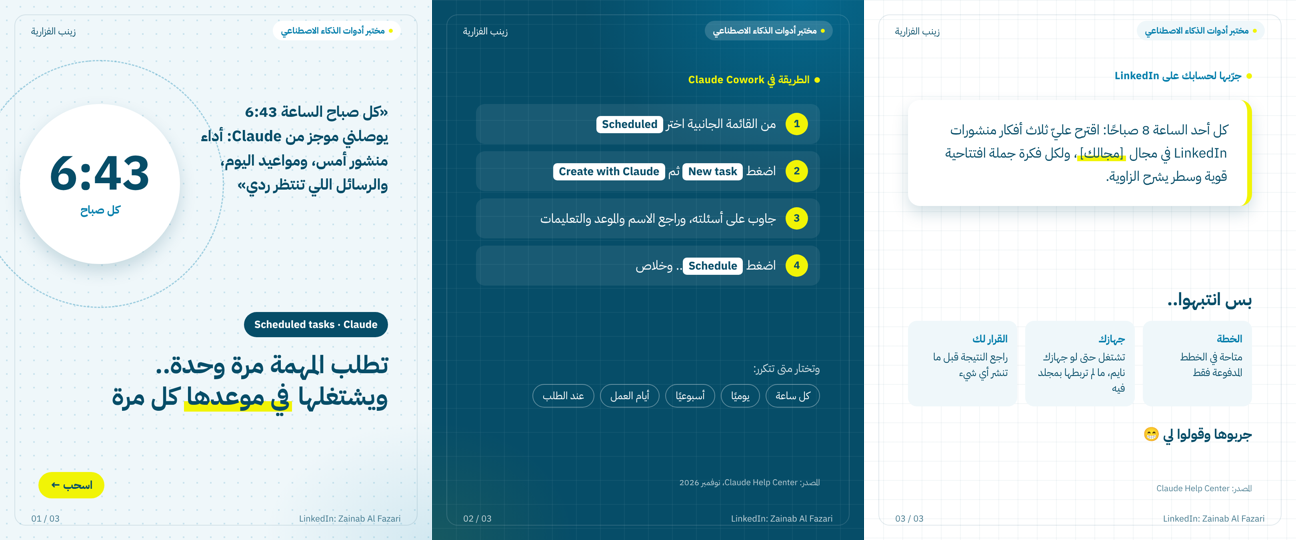 مختبر أدوات الذكاء الاصطناعي
زينب الفزارية
«كل صباح الساعة 6:43
يوصلني موجز من Claude: أداء
منشور أمس، ومواعيد اليوم،
والرسائل اللي تنتظر ردي»
6:43
كل صباح
Scheduled tasks · Claude
تطلب المهمة مرة وحدة..
ويشتغلها في موعدها كل مرة
اسحب ←
01 / 03
LinkedIn: Zainab Al Fazari
مختبر أدوات الذكاء الاصطناعي
زينب الفزارية
الطريقة في Claude Cowork
1 من القائمة الجانبية اختر Scheduled
2 اضغط New task ثم Create with Claude
3 جاوب على أسئلته، وراجع الاسم والموعد والتعليمات
4 اضغط Schedule.. وخلاص
وتختار متى تتكرر:
كل ساعة
يوميًا
أسبوعيًا
أيام العمل
عند الطلب
المصدر: Claude Help Center، نوفمبر 2026
02 / 03
LinkedIn: Zainab Al Fazari
مختبر أدوات الذكاء الاصطناعي
زينب الفزارية
جرّبها لحسابك على LinkedIn
كل أحد الساعة 8 صباحًا: اقترح عليّ ثلاث أفكار منشورات
LinkedIn في مجال [مجالك]، ولكل فكرة جملة افتتاحية
قوية وسطر يشرح الزاوية.
بس انتبهوا..
الخطة
متاحة في الخطط
المدفوعة فقط
جهازك
تشتغل حتى لو جهازك
نايم، ما لم تربطها بمجلد
فيه
القرار لك
راجع النتيجة قبل ما
تنشر أي شيء
جربوها وقولوا لي 😁
المصدر: Claude Help Center
03 / 03
LinkedIn: Zainab Al Fazari